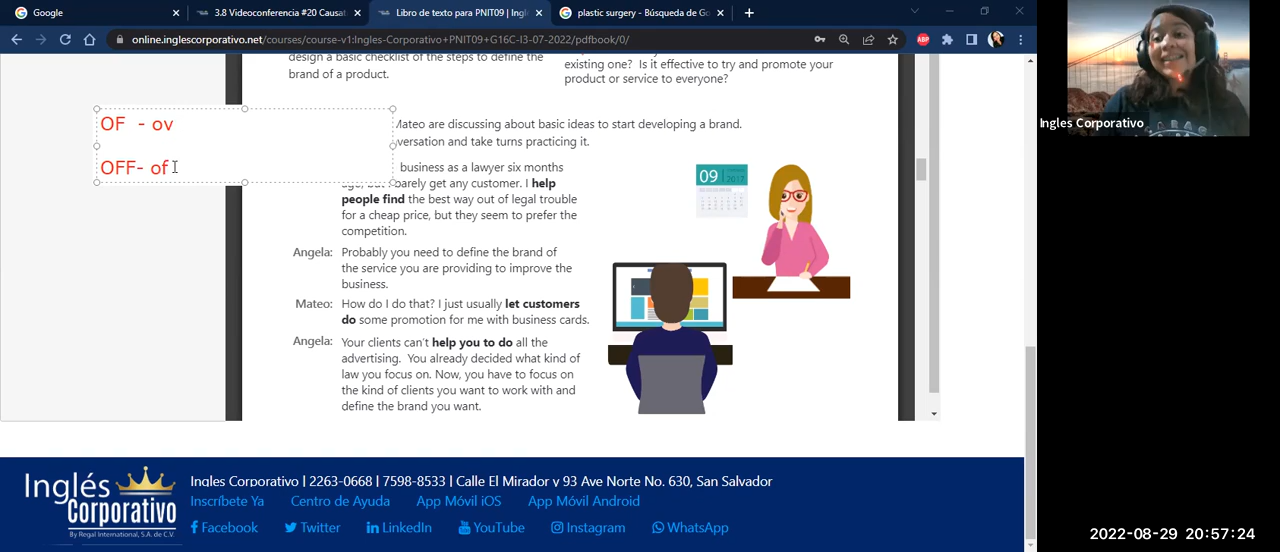 Google
3.8 Videoconferencia #20 Causat
Libro de texto para PNIT09 | Ingl
plastic surgery - Búsqueda de Go
online.inglescorporativo.net/courses/course-v1:Ingles-Corporativo+PNIT09+G16C-I3-07-2022/pdfbook/0/
ABP
design a basic checklist of the steps to define the
brand of a product.
existing one? Is it effective to try and promote your
product or service to everyone?
OF - ov
OFF- of
Mateo are discussing about basic ideas to start developing a brand.
versation and take turns practicing it.
business as a lawyer six months
ago, but I barely get any customer. I help
people find the best way out of legal trouble
for a cheap price, but they seem to prefer the
competition.
Angela: Probably you need to define the brand of
the service you are providing to improve the
business.
Mateo: How do I do that? I just usually let customers
do some promotion for me with business cards.
Angela: Your clients can't help you to do all the
advertising. You already decided what kind of
law you focus on. Now, you have to focus on
the kind of clients you want to work with and
define the brand you want.
09
2017
Ingles Corporativo
Inglés
Corporativo
By Regal International, S.A. de C.V.
Ingles Corporativo | 2263-0668 | 7598-8533 | Calle El Mirador y 93 Ave Norte No. 630, San Salvador
Inscríbete Ya Centro de Ayuda App Móvil iOS App Móvil Android
Facebook Twitter LinkedIn YouTube Instagram WhatsApp
2022-08-29 20:57:24